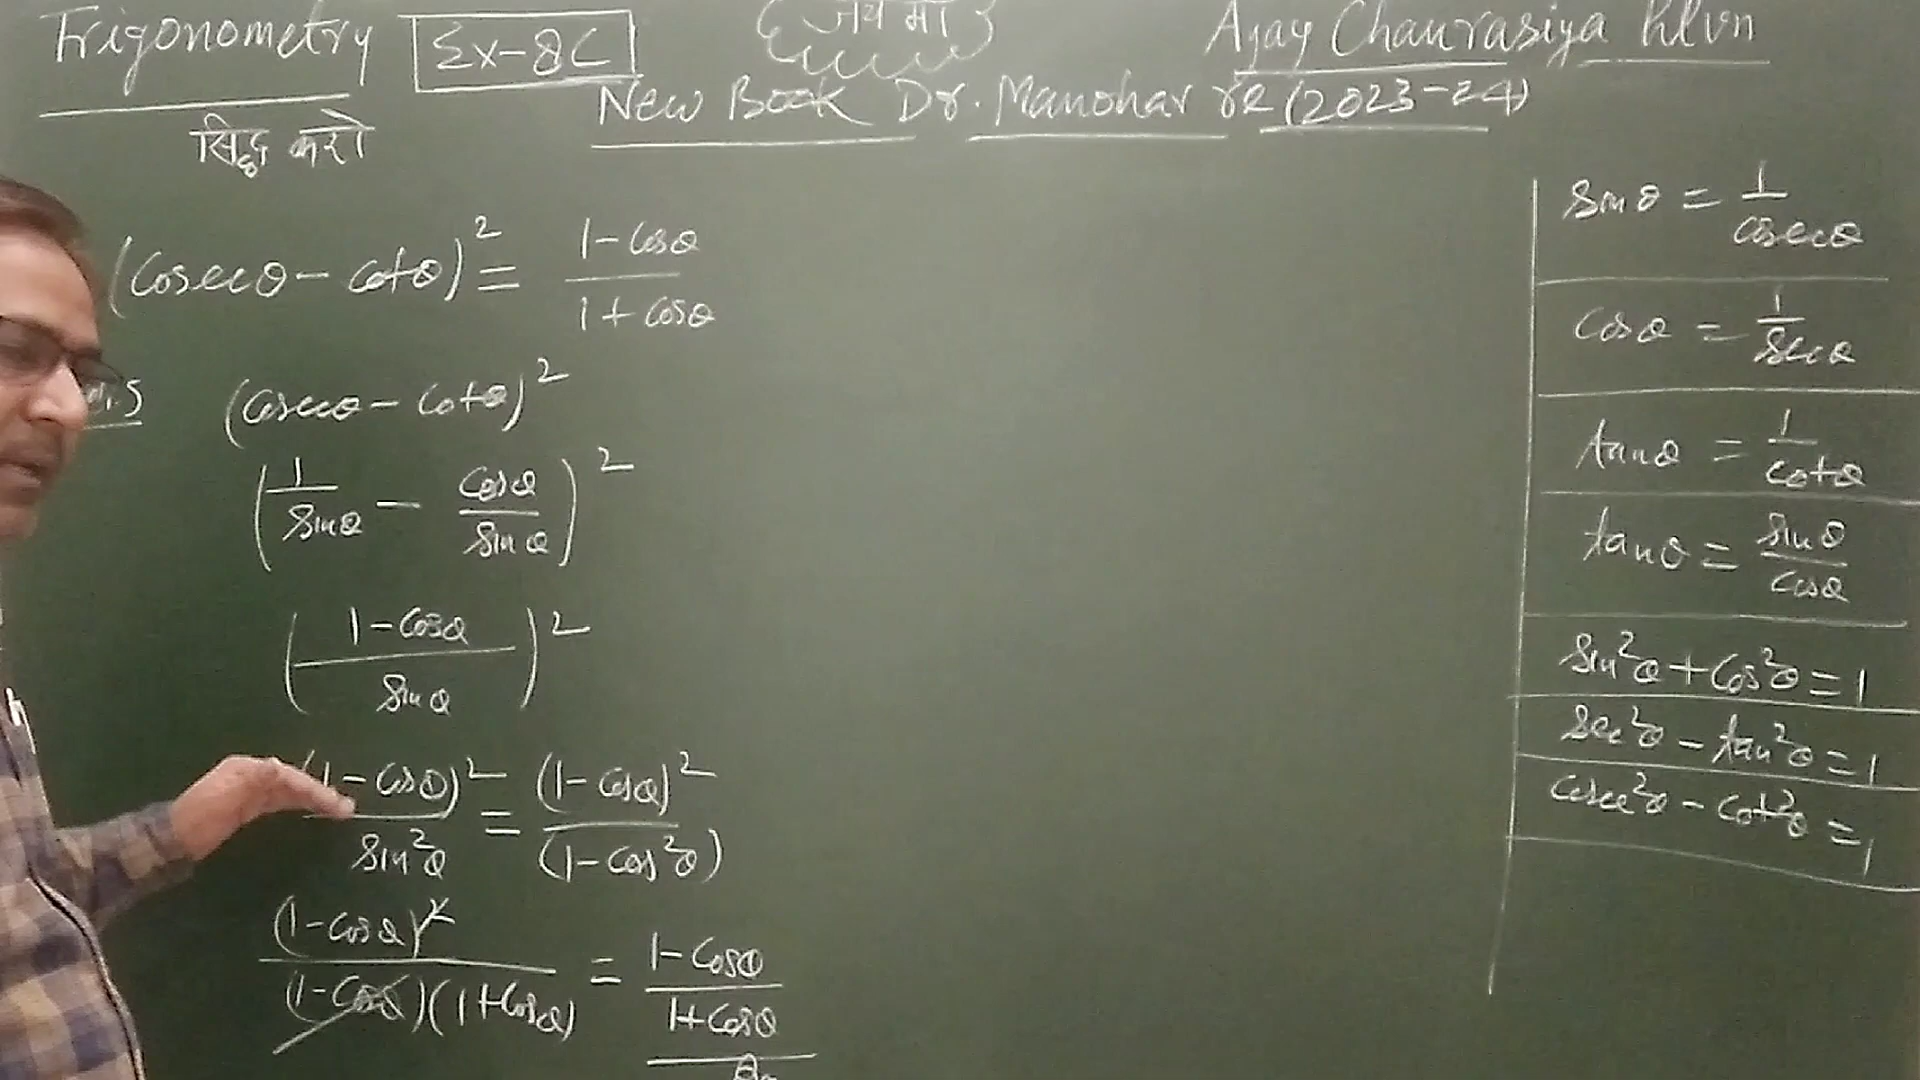 Trigonometry Ex-8C
जय मां
Ajay Chaurasiya klvn
New Book Dr. Manohar re (2023-24)
सिद्ध करो
(Cosecθ - cotθ)² = (1-cosθ)/(1+cosθ)
(cosecθ - cotθ)²
(1/sinθ - cosθ/sinθ)²
((1-cosθ)/sinθ)²
(1-cosθ)²/sin²θ = (1-cosθ)²/(1-cos²θ)
(1-cosθ)²/(1-cosθ)(1+cosθ) = (1-cosθ)/(1+cosθ)
sinθ = 1/cosecθ
cosθ = 1/secθ
tanθ = 1/cotθ
tanθ = sinθ/cosθ
sin²θ + cos²θ = 1
sec²θ - tan²θ = 1
cosec²θ - cot²θ = 1